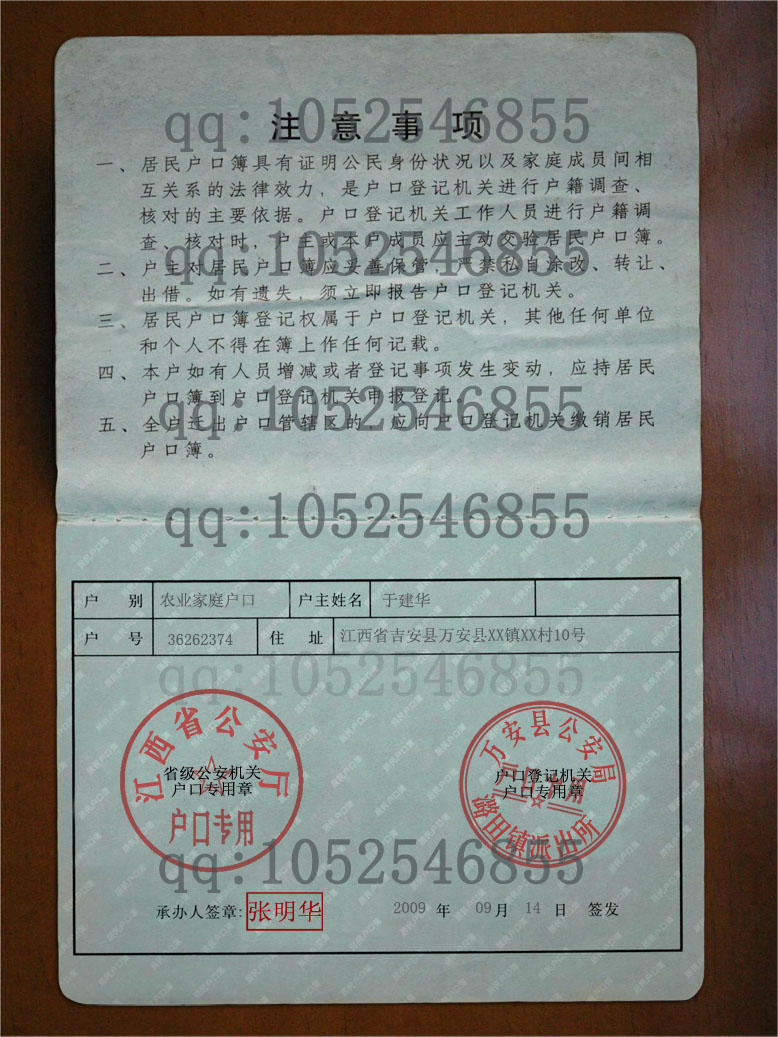 qq:1052546855
注意事项
一、居民户口簿具有证明公民身份状况以及家庭成员间相
互关系的法律效力，是户口登记机关进行户籍调查、
核对的主要依据。户口登记机关工作人员进行户籍调
查、核对时，户主或本户成员应主动交验居民户口簿。
qq:1052546855
二、户主对居民户口簿应妥善保管，严禁私自涂改、转让、
出借。如有遗失，须立即报告户口登记机关。
三、居民户口簿登记权属于户口登记机关，其他任何单位
和个人不得在簿上作任何记载。
四、本户如有人员增减或者登记事项发生变动，应持居民
户口簿到户口登记机关申报登记。
qq:1052546855
五、全户迁出户口管辖区的，应向户口登记机关缴销居民
户口簿。
qq:1052546855
户 别 农业家庭户口 户主姓名 于建华
户 号 36262374 住 址 江西省吉安县万安县XX镇XX村10号
qq:1052546855
江西省公安厅
省级公安机关
户口专用章
户口专用
万安县公安局
户口登记机关
户口专用章
田镇派出所
qq:1052546855
承办人签章: 张明华 2009 年 09 月 14 日 签发